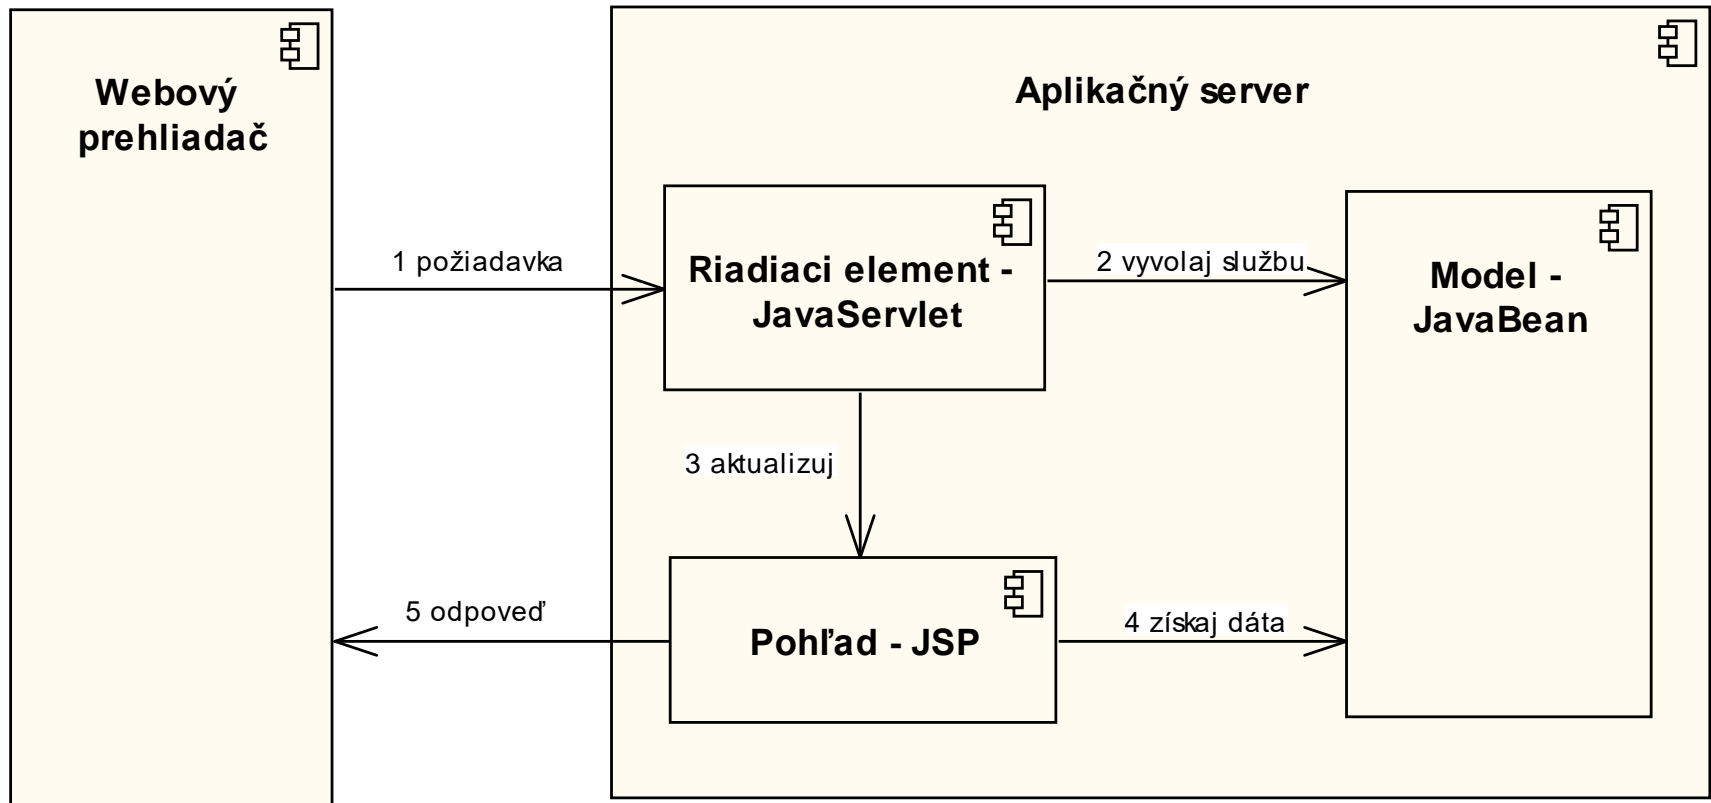 Webový
prehliadač
Aplikačný server
1 požiadavka
Riadiaci element -
JavaServlet
2 vyvolaj službu
Model -
JavaBean
3 aktualizuj
5 odpoveď
Pohľad - JSP
4 získaj dáta